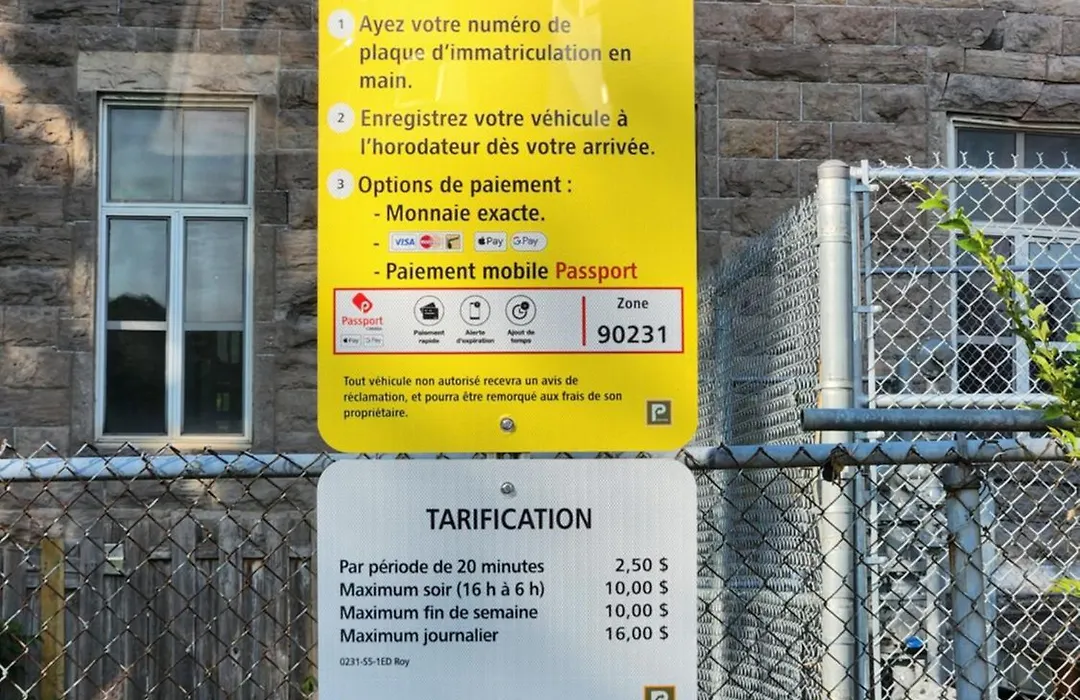 1 Ayez votre numéro de
plaque d'immatriculation en
main.
2 Enregistrez votre véhicule à
l'horodateur dès votre arrivée.
3 Options de paiement :
- Monnaie exacte.
- VISA Pay G Pay
- Paiement mobile Passport
Passport
Pay G Pay
Paiement
rapide
Alerte
d'expiration
Ajout de
temps
Zone
90231
Tout véhicule non autorisé recevra un avis de
réclamation, et pourra être remorqué aux frais de son
propriétaire.
TARIFICATION
Par période de 20 minutes 2,50 $
Maximum soir (16 h à 6 h) 10,00 $
Maximum fin de semaine 10,00 $
Maximum journalier 16,00 $
0231-S5-1ED Roy